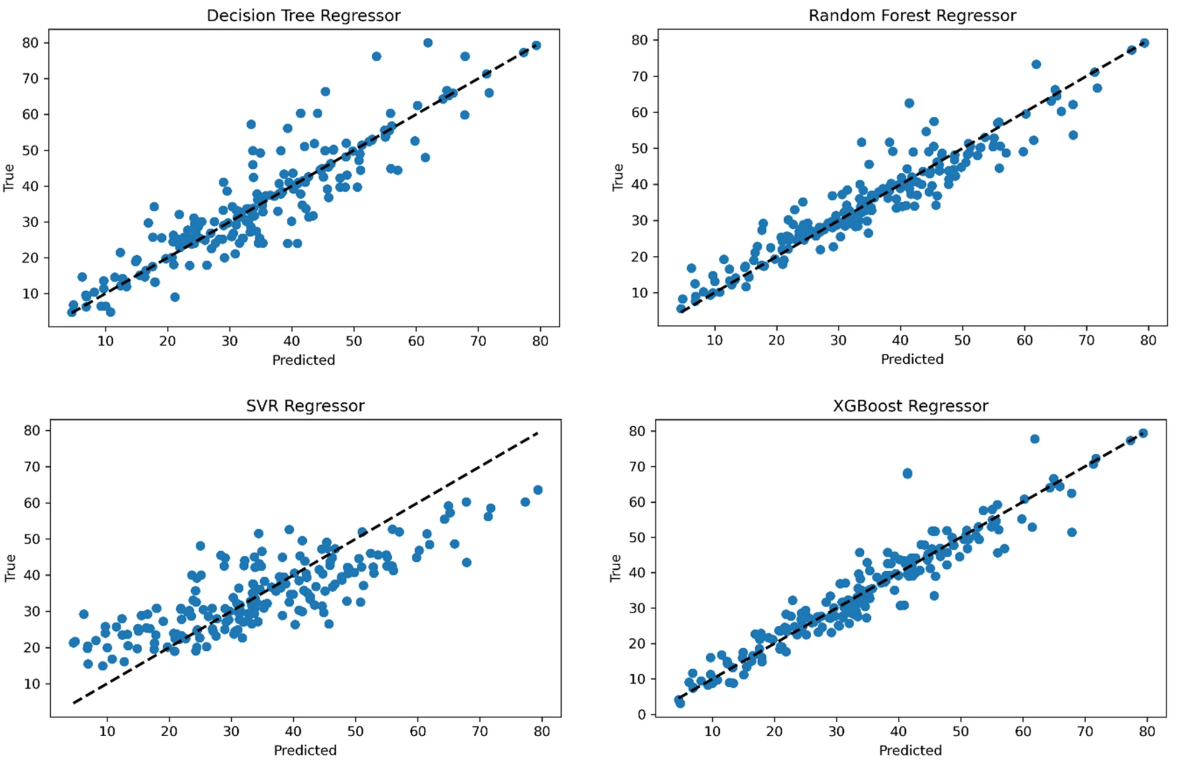 Decision Tree Regressor
80
70
60
50
40
30
20
10
True
10 20 30 40 50 60 70 80
Predicted
Random Forest Regressor
80
70
60
50
40
30
20
10
True
10 20 30 40 50 60 70 80
Predicted
SVR Regressor
80
70
60
50
40
30
20
10
True
10 20 30 40 50 60 70 80
Predicted
XGBoost Regressor
80
70
60
50
40
30
20
10
0
True
10 20 30 40 50 60 70 80
Predicted